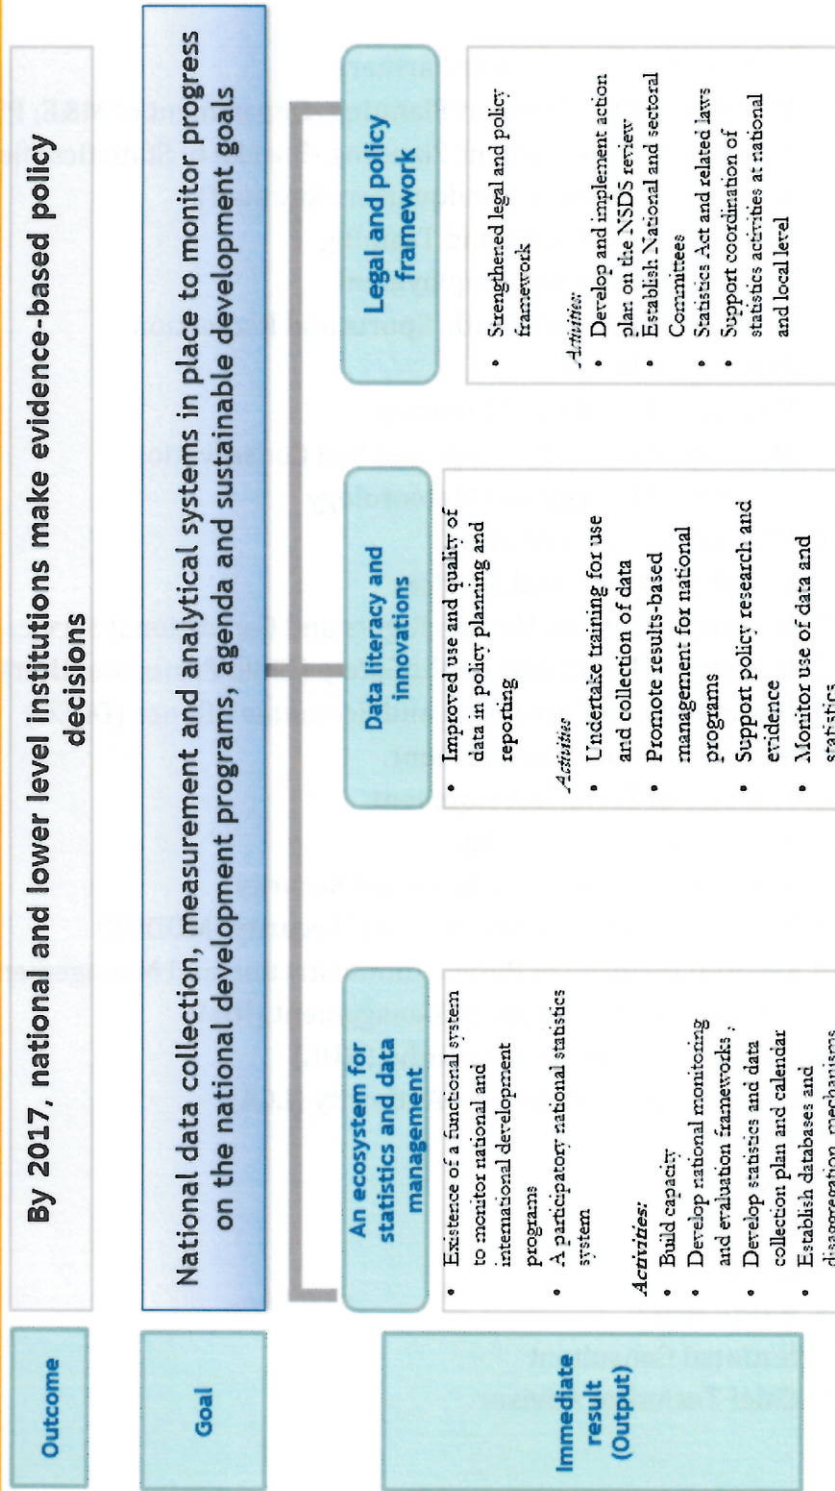 Outcome
By 2017, national and lower level institutions make evidence-based policy
decisions
Goal
National data collection, measurement and analytical systems in place to monitor progress
on the national development programs, agenda and sustainable development goals
Immediate
result
(Output)
An ecosystem for
statistics and data
management
• Existence of a functional system
to monitor national and
international development
programs
• A participatory national statistics
system
Activities:
• Build capacity
• Develop national monitoring
and evaluation frameworks ,
• Develop statistics and data
collection plan and calendar
• Establish databases and
disaggregation mechanisms
Data literacy and
innovations
• Improved use and quality of
data in policy planning and
reporting
Activities
• Undertake training for use
and collection of data
• Promote results-based
management for national
programs
• Support policy research and
evidence
• Monitor use of data and
statistics
Legal and policy
framework
• Strengthened legal and policy
framework
Activities:
• Develop and implement action
plan on the NSDS review
• Establish National and sectoral
Committees
• Statistics Act and related laws
• Support coordination of
statistics activities at national
and local level